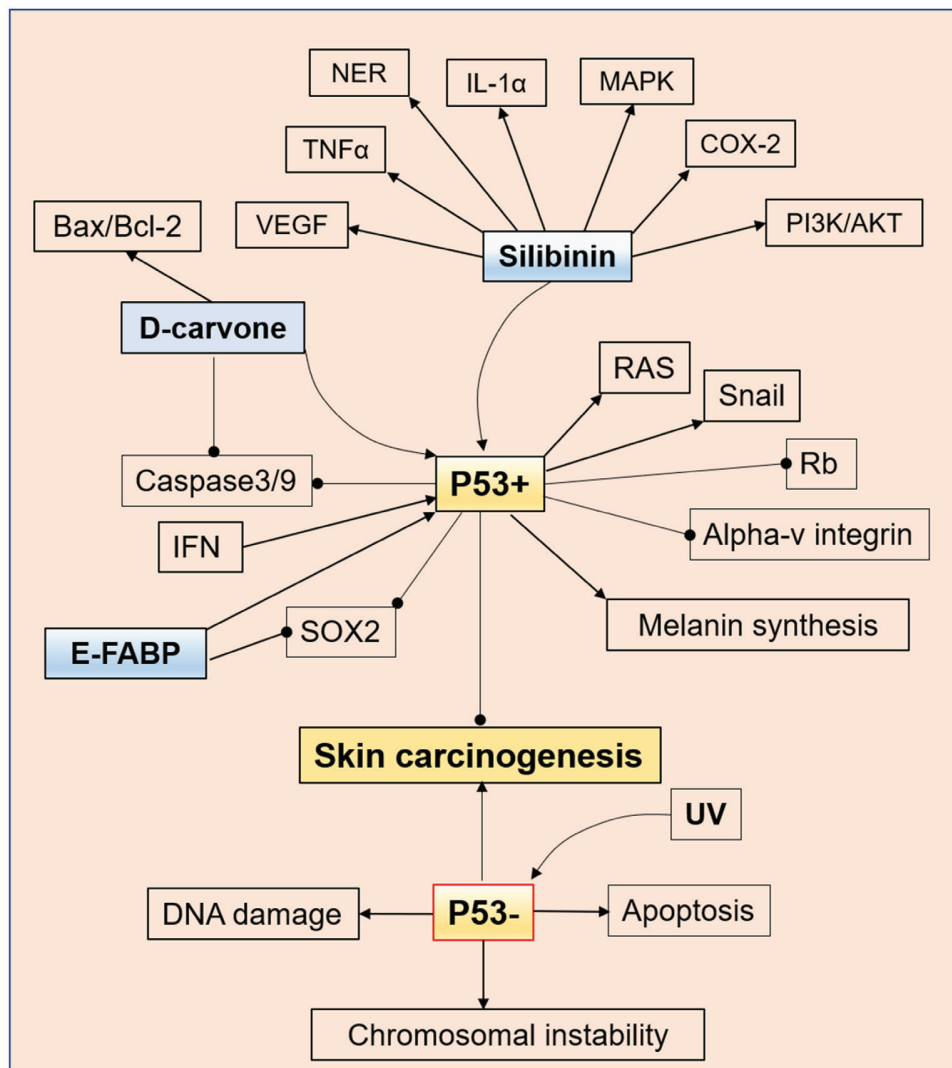 NER
IL-1α
MAPK
TNFα
COX-2
Bax/Bcl-2
VEGF
PI3K/AKT
Silibinin
D-carvone
RAS
Snail
Caspase3/9
P53+
Rb
IFN
Alpha-v integrin
SOX2
Melanin synthesis
E-FABP
Skin carcinogenesis
UV
DNA damage
P53-
Apoptosis
Chromosomal instability